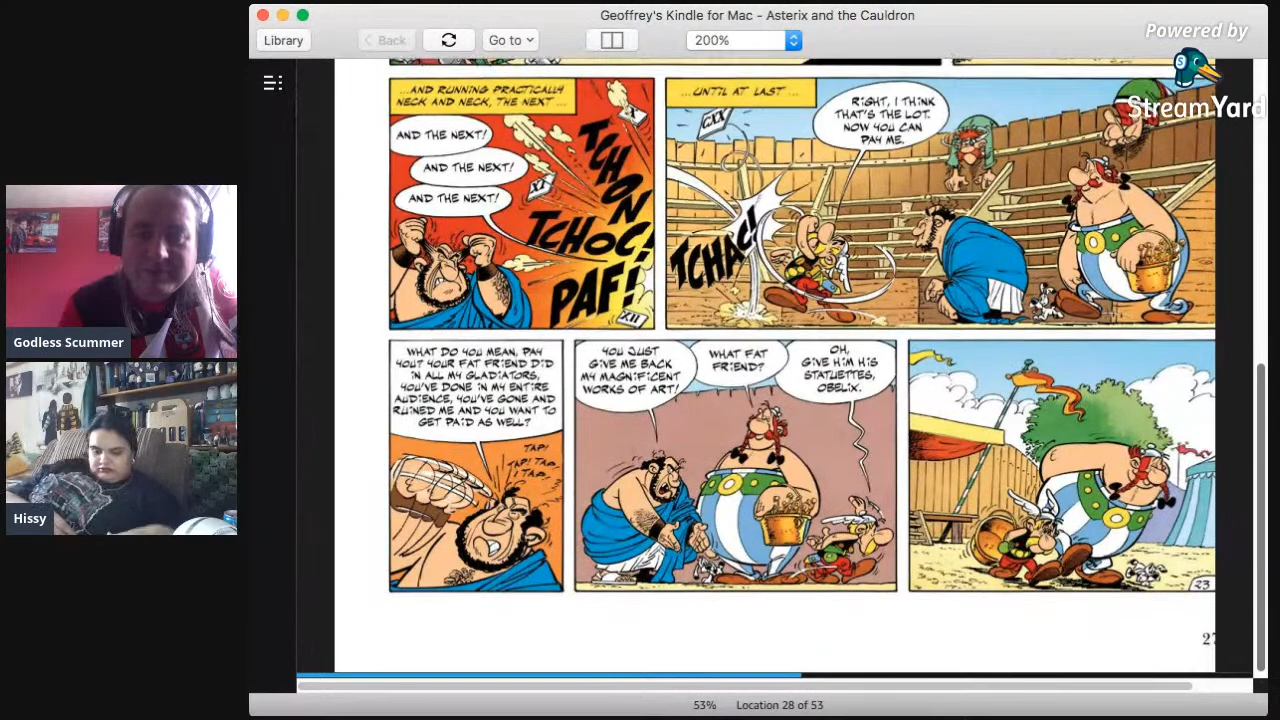 Geoffrey's Kindle for Mac - Asterix and the Cauldron
Library
Back
Go to
200%
Powered by
StreamYard
...AND RUNNING PRACTICALLY
NECK AND NECK, THE NEXT ...
AND THE NEXT!
AND THE NEXT!
AND THE NEXT!
X
XI
XII
TCHONN
TCHOC!
PAF!
...UNTIL AT LAST ...
CXX
RIGHT, I THINK
THAT'S THE LOT.
NOW YOU CAN
PAY ME.
TCHAC!
WHAT DO YOU MEAN, PAY
YOU? YOUR FAT FRIEND DID
IN ALL MY GLADIATORS,
YOU'VE DONE IN MY ENTIRE
AUDIENCE, YOU'VE GONE AND
RUINED ME AND YOU WANT TO
GET PAID AS WELL?
TAP!
TAP! TAP!
TAP!
YOU JUST
GIVE ME BACK
MY MAGNIFICENT
WORKS OF ART!
WHAT FAT
FRIEND?
OH,
GIVE HIM HIS
STATUETTES,
OBELIX.
23
27
Godless Scummer
Hissy
53%
Location 28 of 53